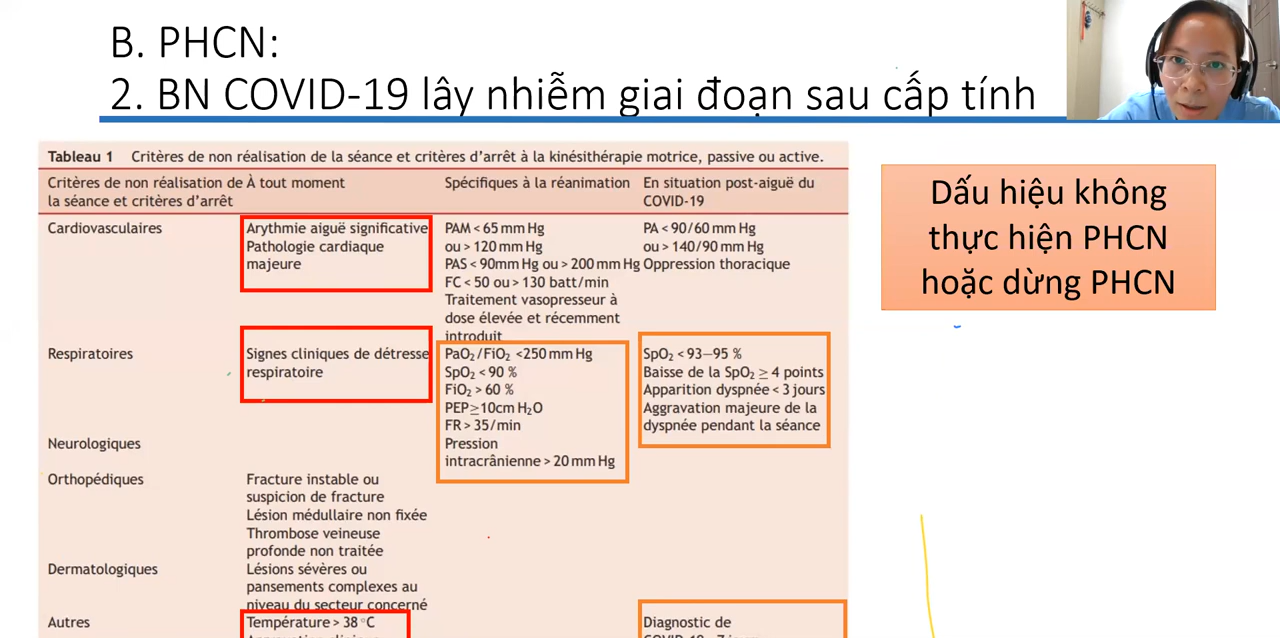 B. PHCN:
2. BN COVID-19 lây nhiễm giai đoạn sau cấp tính
Tableau 1 Critères de non réalisation de la séance et critères d'arrêt à la kinésithérapie motrice, passive ou active.
Critères de non réalisation de À tout moment Spécifiques à la réanimation En situation post-aiguë du
la séance et critères d'arrêt COVID-19
Cardiovasculaires Arythmie aiguë significative PAM < 65 mm Hg PA < 90/60 mm Hg
Pathologie cardiaque ou > 120 mm Hg ou > 140/90 mm Hg
majeure PAS < 90mm Hg ou > 200 mm Hg Oppression thoracique
FC < 50 ou > 130 batt/min
Traitement vasopresseur à
dose élevée et récemment
introduit
Respiratoires Signes cliniques de détresse PaO₂/FiO₂ <250 mm Hg SpO₂ < 93—95 %
respiratoire SpO₂ < 90 % Baisse de la SpO₂ ≥ 4 points
FiO₂ > 60 % Apparition dyspnée < 3 jours
PEP≥10cm H₂O Aggravation majeure de la
FR > 35/min dyspnée pendant la séance
Neurologiques Pression
intracrânienne > 20 mm Hg
Orthopédiques Fracture instable ou
suspicion de fracture
Lésion médullaire non fixée
Thrombose veineuse
profonde non traitée
Dermatologiques Lésions sévères ou
pansements complexes au
niveau du secteur concerné
Autres Température > 38 °C Diagnostic de
Dấu hiệu không
thực hiện PHCN
hoặc dừng PHCN